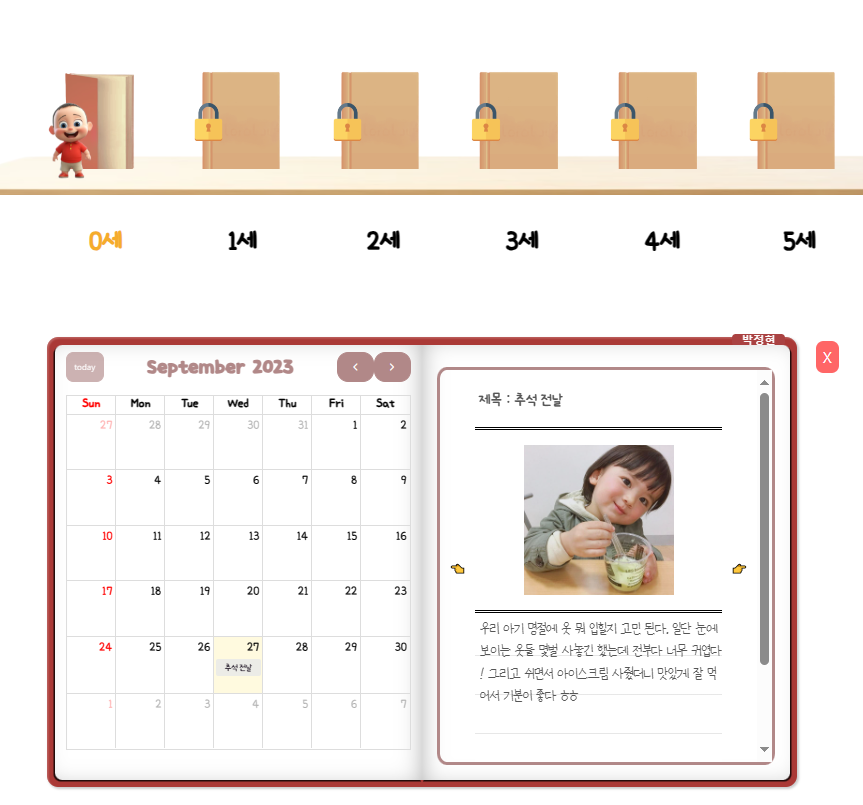 0세 1세 2세 3세 4세 5세
박정현
X
today September 2023
Sun Mon Tue Wed Thu Fri Sat
27 28 29 30 31 1 2
3 4 5 6 7 8 9
10 11 12 13 14 15 16
17 18 19 20 21 22 23
24 25 26 27 28 29 30
추석 전날
1 2 3 4 5 6 7
제목 : 추석 전날
우리 아기 명절에 옷 뭐 입힐지 고민 된다. 일단 눈에
보이는 옷들 몇벌 사놓긴 했는데 전부다 너무 귀엽다
! 그리고 쉬면서 아이스크림 사줬더니 맛있게 잘 먹
어서 기분이 좋다 ㅎㅎ